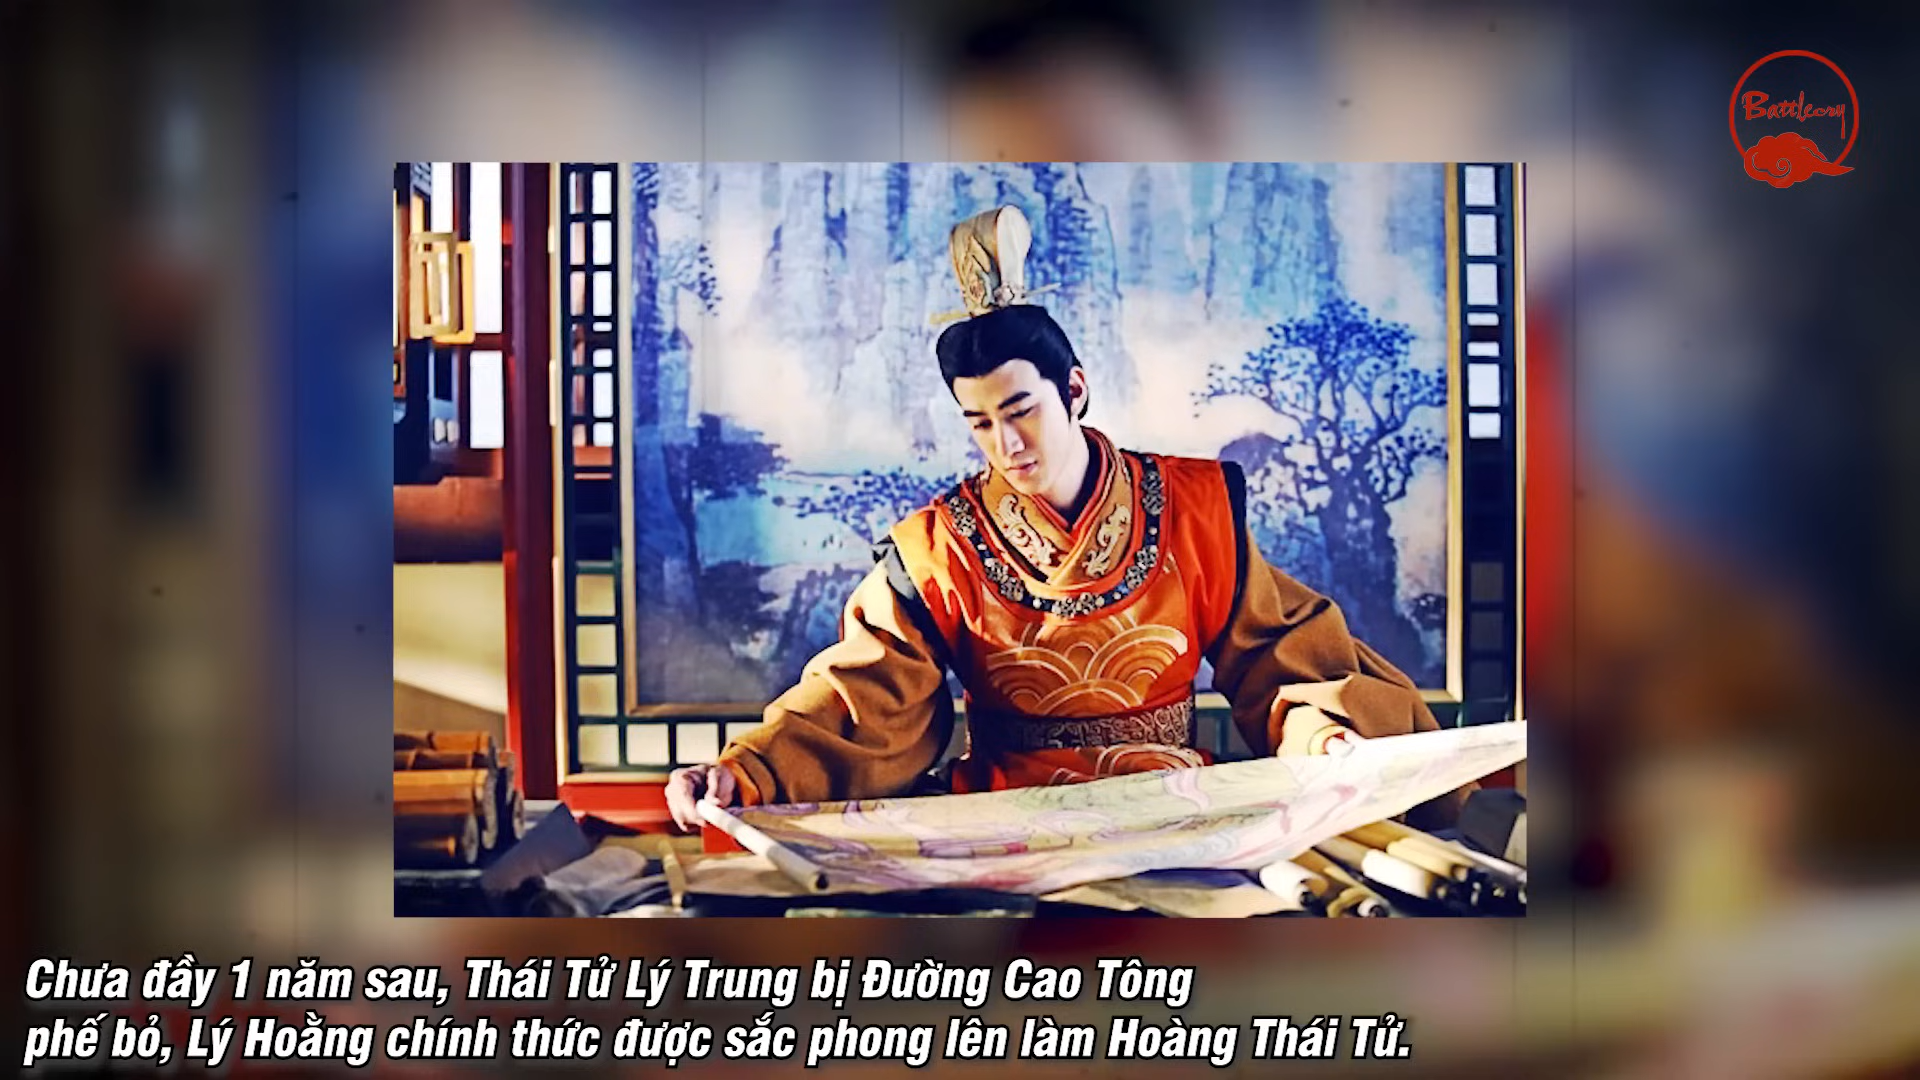 Battlecry
Chưa đầy 1 năm sau, Thái Tử Lý Trung bị Đường Cao Tông
phế bỏ, Lý Hoằng chính thức được sắc phong lên làm Hoàng Thái Tử.